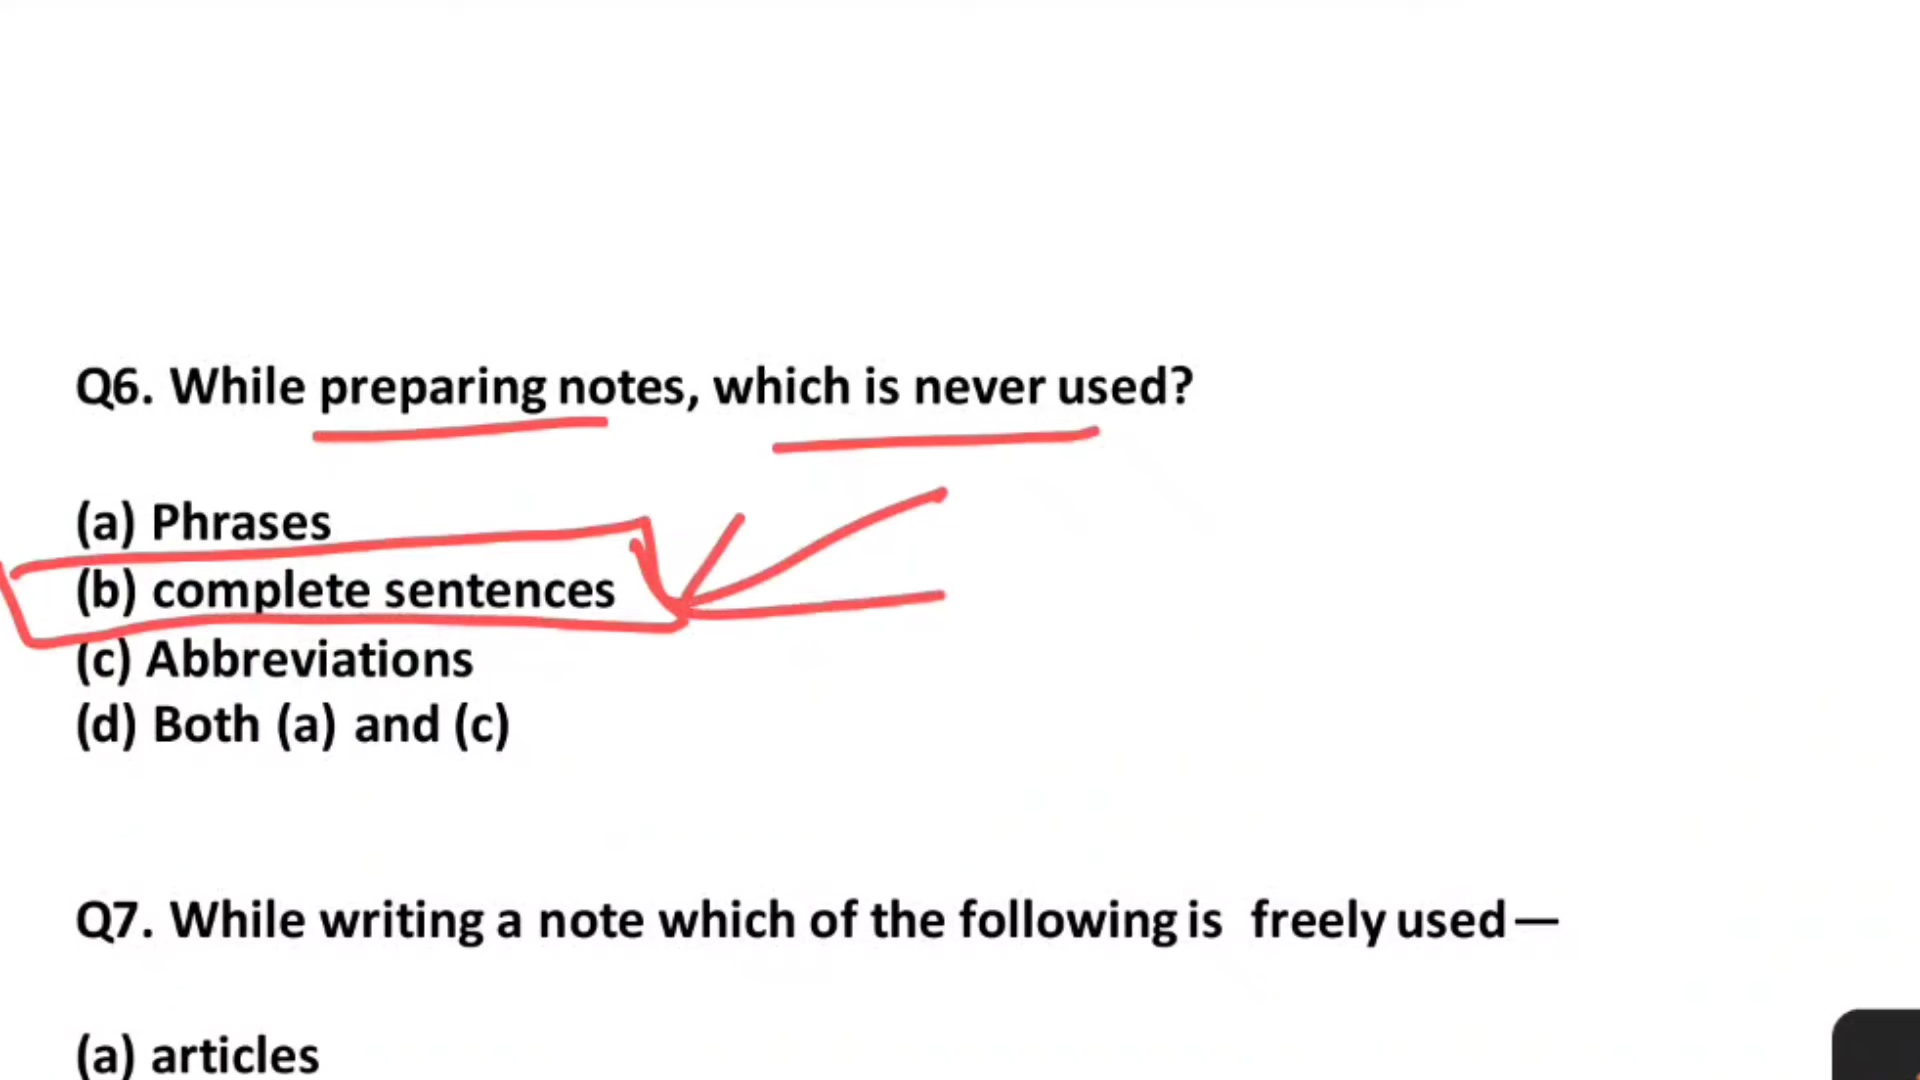 Q6. While preparing notes, which is never used?
(a) Phrases
(b) complete sentences
(c) Abbreviations
(d) Both (a) and (c)
Q7. While writing a note which of the following is freely used—
(a) articles